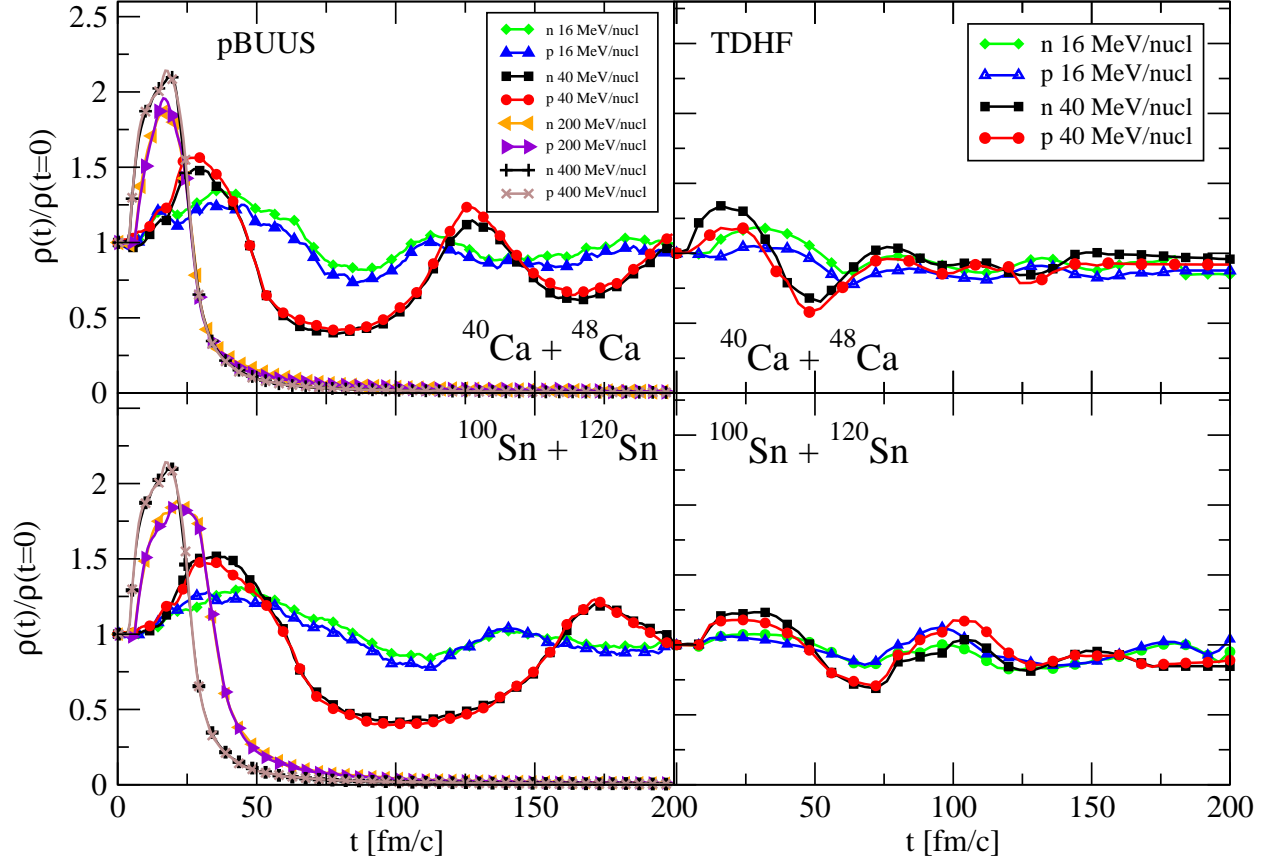 2.5
pBUUS
n 16 MeV/nucl
p 16 MeV/nucl
n 40 MeV/nucl
p 40 MeV/nucl
n 200 MeV/nucl
p 200 MeV/nucl
n 400 MeV/nucl
p 400 MeV/nucl
TDHF
n 16 MeV/nucl
p 16 MeV/nucl
n 40 MeV/nucl
p 40 MeV/nucl
2
1.5
1
0.5
0
ρ(t)/ρ(t=0)
40Ca + 48Ca
40Ca + 48Ca
100Sn + 120Sn
100Sn + 120Sn
2
1.5
1
0.5
0
ρ(t)/ρ(t=0)
0 50 100 150 200 50 100 150 200
t [fm/c]
t [fm/c]